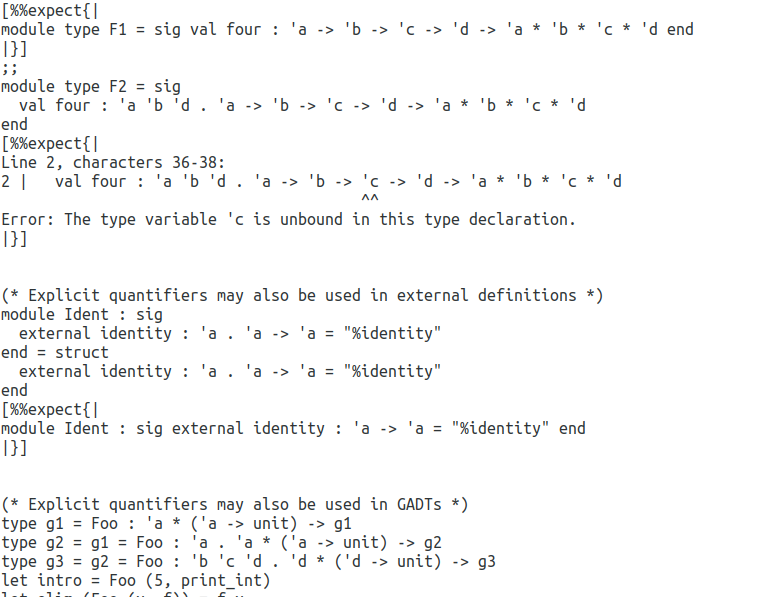 [%%expect{|
module type F1 = sig val four : 'a -> 'b -> 'c -> 'd -> 'a * 'b * 'c * 'd end
|}]
;;
module type F2 = sig
  val four : 'a 'b 'd . 'a -> 'b -> 'c -> 'd -> 'a * 'b * 'c * 'd
end
[%%expect{|
Line 2, characters 36-38:
2 |   val four : 'a 'b 'd . 'a -> 'b -> 'c -> 'd -> 'a * 'b * 'c * 'd
                                        ^^
Error: The type variable 'c is unbound in this type declaration.
|}]
(* Explicit quantifiers may also be used in external definitions *)
module Ident : sig
  external identity : 'a . 'a -> 'a = "%identity"
end = struct
  external identity : 'a . 'a -> 'a = "%identity"
end
[%%expect{|
module Ident : sig external identity : 'a -> 'a = "%identity" end
|}]
(* Explicit quantifiers may also be used in GADTs *)
type g1 = Foo : 'a * ('a -> unit) -> g1
type g2 = g1 = Foo : 'a . 'a * ('a -> unit) -> g2
type g3 = g2 = Foo : 'b 'c 'd . 'd * ('d -> unit) -> g3
let intro = Foo (5, print_int)